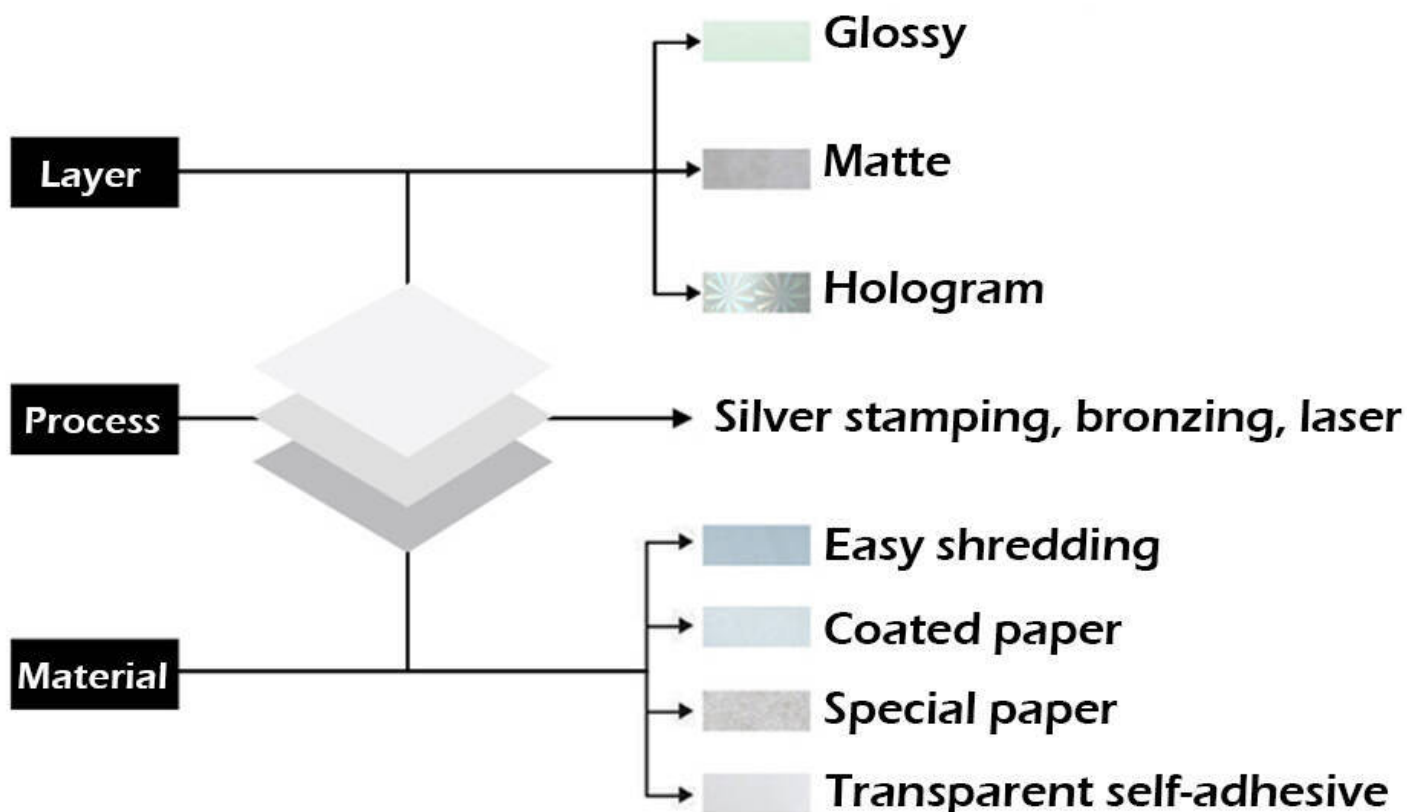 Layer
Glossy
Matte
Hologram
Process
Silver stamping, bronzing, laser
Material
Easy shredding
Coated paper
Special paper
Transparent self-adhesive